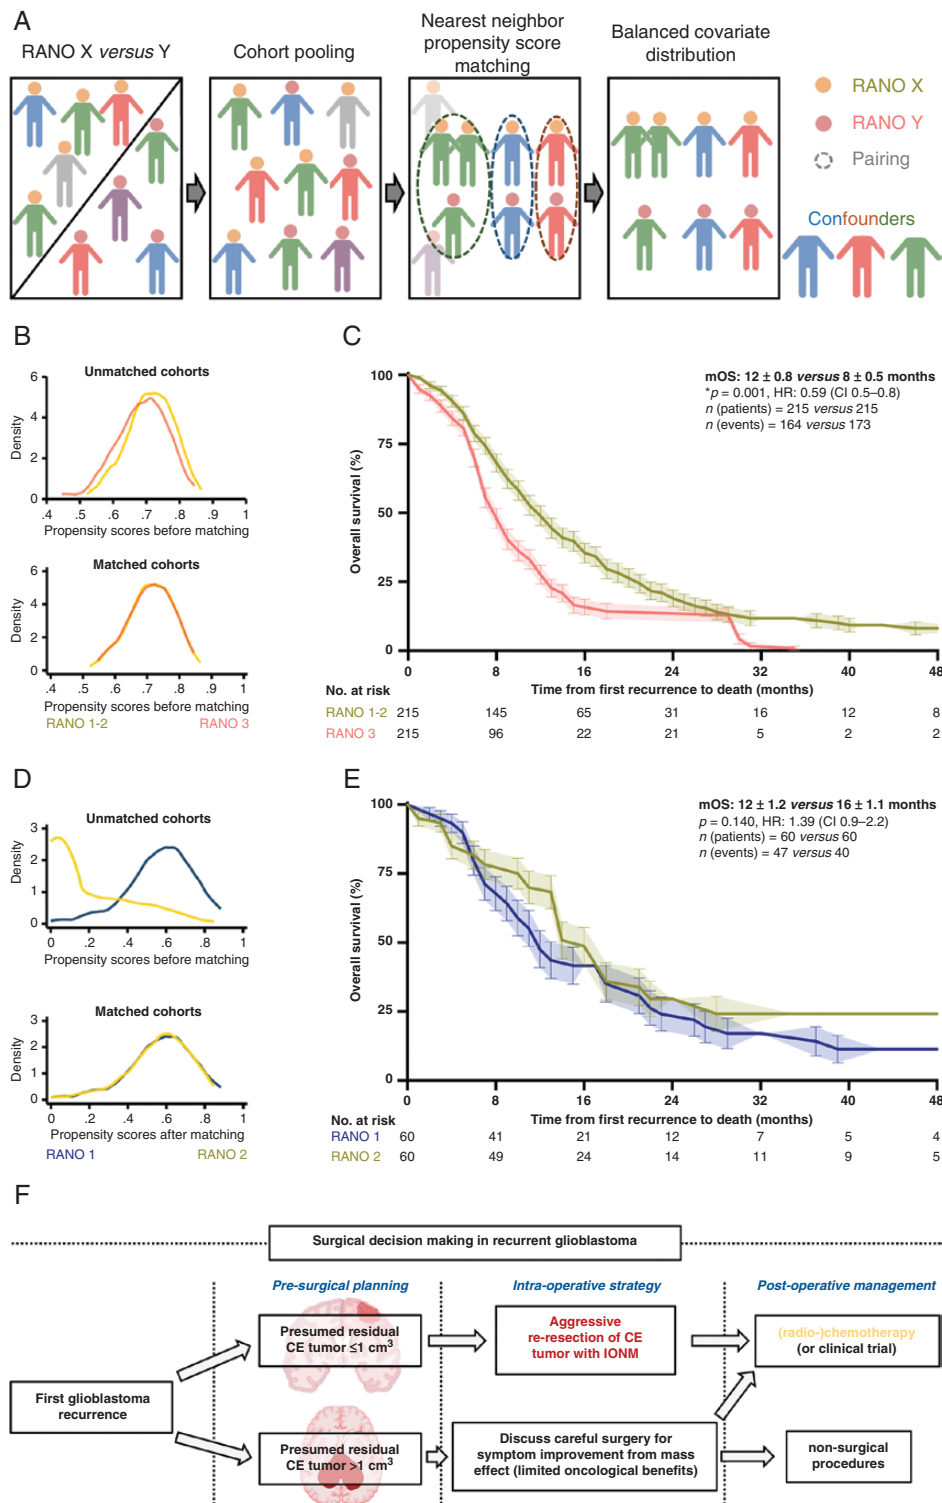 A
RANO X versus Y
Cohort pooling
Nearest neighbor
propensity score
matching
Balanced covariate
distribution
RANO X
RANO Y
Pairing
Confounders
B
Unmatched cohorts
Density
6
4
2
0
.4 .5 .6 .7 .8 .9 1
Propensity scores before matching
Matched cohorts
Density
6
4
2
0
.4 .5 .6 .7 .8 .9 1
Propensity scores before matching
RANO 1-2 RANO 3
C
Overall survival (%)
100
75
50
25
0
mOS: 12 ± 0.8 versus 8 ± 0.5 months
*p = 0.001, HR: 0.59 (CI 0.5–0.8)
n (patients) = 215 versus 215
n (events) = 164 versus 173
0 8 16 24 32 40 48
No. at risk Time from first recurrence to death (months)
RANO 1-2 215 145 65 31 16 12 8
RANO 3 215 96 22 21 5 2 2
D
Unmatched cohorts
Density
3
2
1
0
0 .2 .4 .6 .8 1
Propensity scores before matching
Matched cohorts
Density
3
2
1
0
0 .2 .4 .6 .8 1
Propensity scores after matching
RANO 1 RANO 2
E
Overall survival (%)
100
75
50
25
0
mOS: 12 ± 1.2 versus 16 ± 1.1 months
p = 0.140, HR: 1.39 (CI 0.9–2.2)
n (patients) = 60 versus 60
n (events) = 47 versus 40
0 8 16 24 32 40 48
No. at risk Time from first recurrence to death (months)
RANO 1 60 41 21 12 7 5 4
RANO 2 60 49 24 14 11 9 5
F
Surgical decision making in recurrent glioblastoma
Pre-surgical planning
Intra-operative strategy
Post-operative management
First glioblastoma
recurrence
Presumed residual
CE tumor ≤1 cm³
Aggressive
re-resection of CE
tumor with IONM
(radio-)chemotherapy
(or clinical trial)
Presumed residual
CE tumor >1 cm³
Discuss careful surgery for
symptom improvement from mass
effect (limited oncological benefits)
non-surgical
procedures